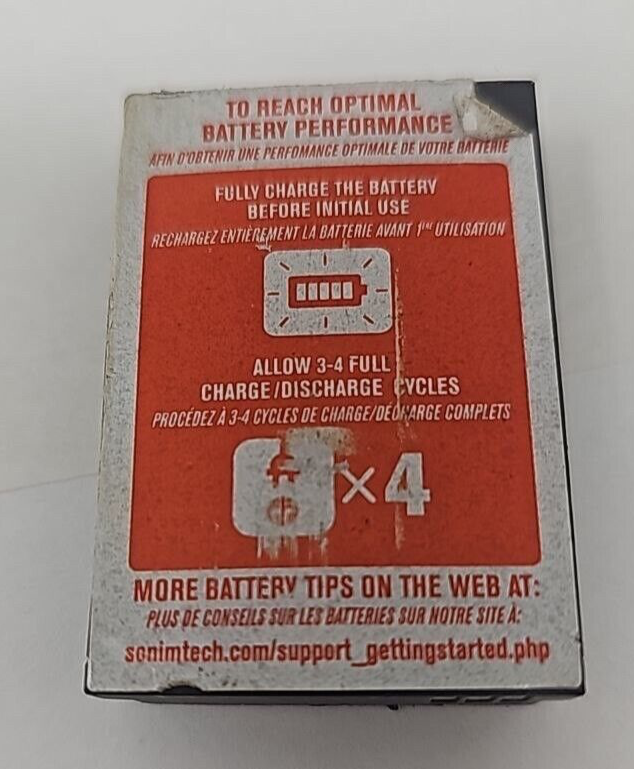 TO REACH OPTIMAL
BATTERY PERFORMANCE
AFIN D'OBTENIR UNE PERFOMANCE OPTIMALE DE VOTRE BATTERIE
FULLY CHARGE THE BATTERY
BEFORE INITIAL USE
RECHARGEZ ENTIÈREMENT LA BATTERIE AVANT 1ère UTILISATION
ALLOW 3-4 FULL
CHARGE/DISCHARGE CYCLES
PROCÉDEZ À 3-4 CYCLES DE CHARGE/DÉCHARGE COMPLETS
×4
MORE BATTERY TIPS ON THE WEB AT:
PLUS DE CONSEILS SUR LES BATTERIES SUR NOTRE SITE À:
sonimtech.com/support_gettingstarted.php